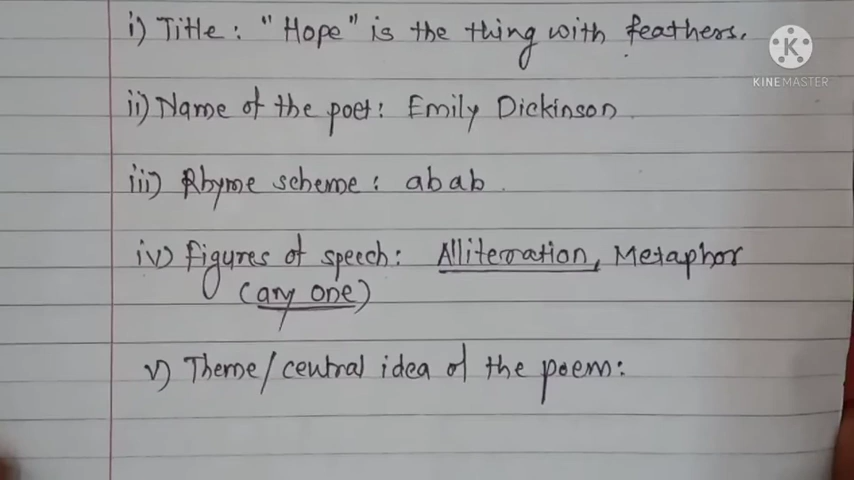 i) Title: "Hope" is the thing with feathers.
ii) Name of the poet: Emily Dickinson
iii) Rhyme scheme: abab.
iv) Figures of speech: Alliteration, Metaphor
(any one)
v) Theme/central idea of the poem:
K
KINEMASTER